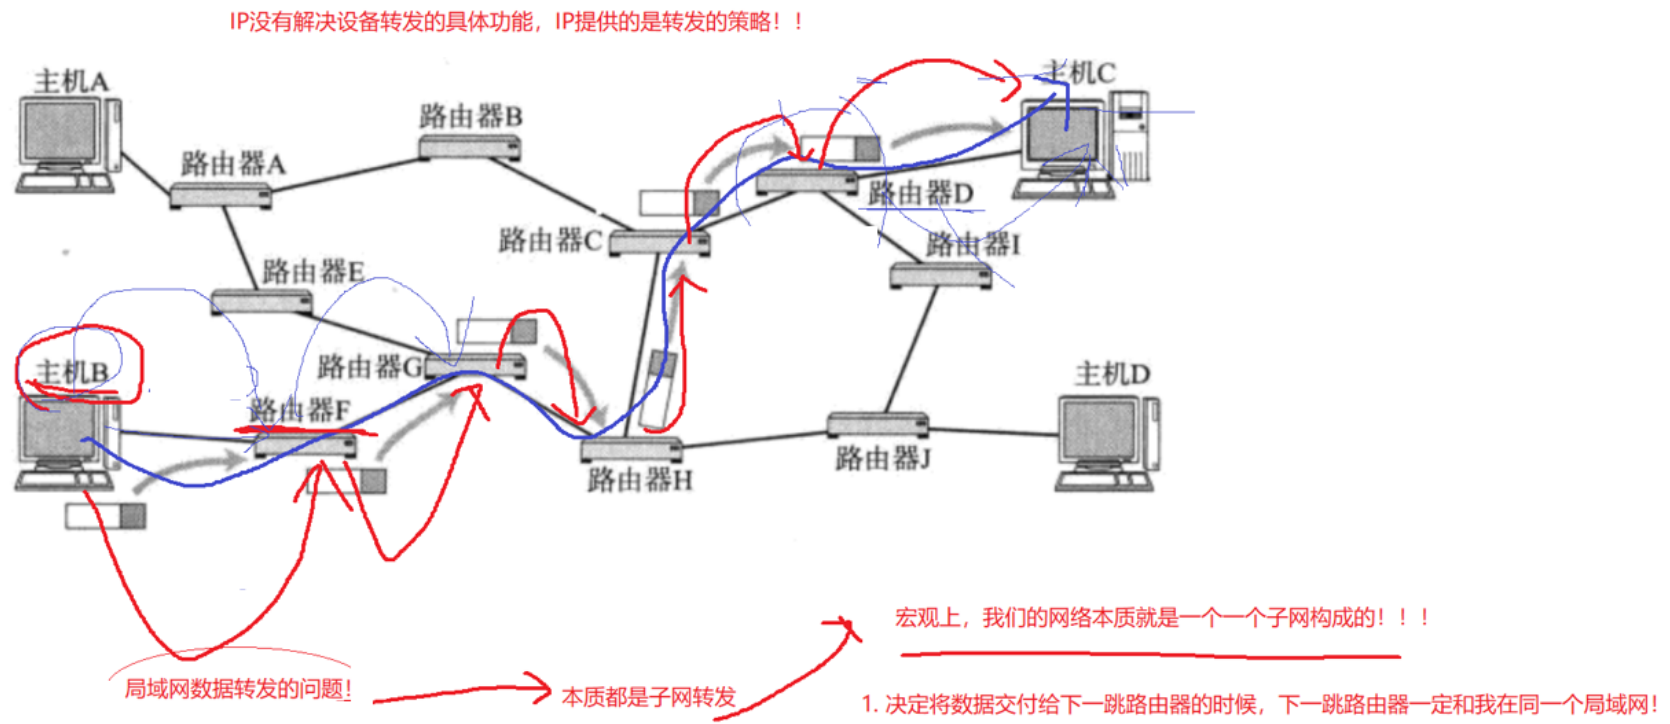 IP没有解决设备转发的具体功能，IP提供的是转发的策略！！
主机A
主机C
路由器B
路由器A
路由器D
路由器C
路由器I
路由器E
路由器G
主机B
主机D
路由器F
路由器J
路由器H
宏观上，我们的网络本质就是一个一个子网构成的！！！
局域网数据转发的问题！
本质都是子网转发
1. 决定将数据交付给下一跳路由器的时候，下一跳路由器一定和我在同一个局域网！